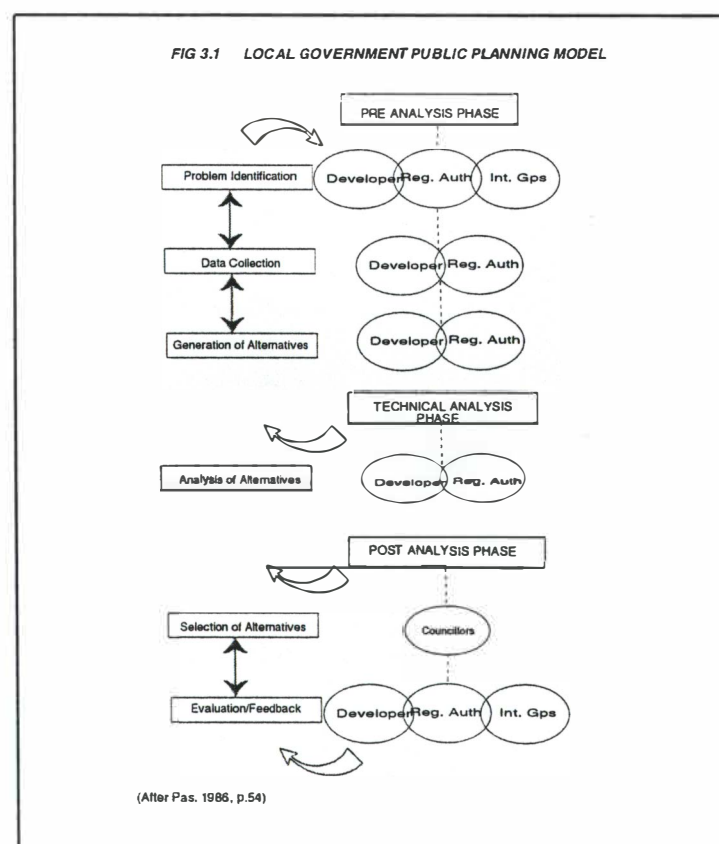 FIG 3.1 LOCAL GOVERNMENT PUBLIC PLANNING MODEL
PRE ANALYSIS PHASE
Problem Identification
Developer Reg. Auth Int. Gps
Data Collection
Developer Reg. Auth
Generation of Alternatives
Developer Reg. Auth
TECHNICAL ANALYSIS
PHASE
Analysis of Alternatives
Developer Reg. Auth
POST ANALYSIS PHASE
Selection of Alternatives
Councillors
Evaluation/Feedback
Developer Reg. Auth Int. Gps
(After Pas. 1986, p.54)